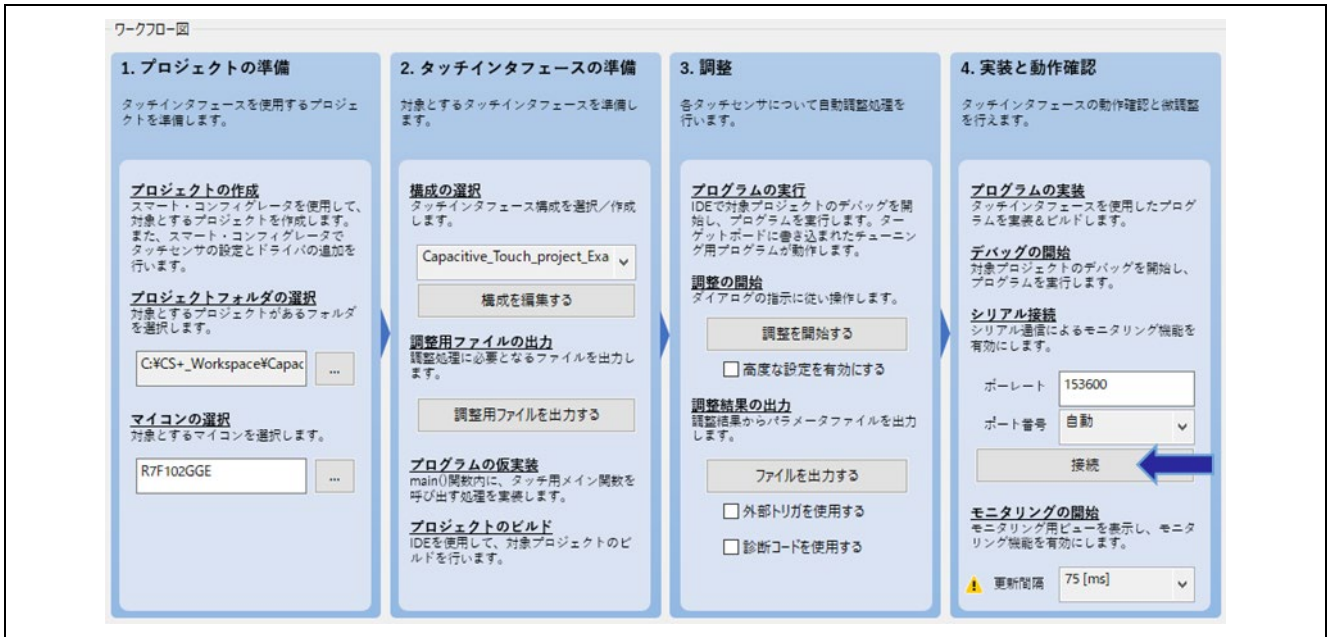 ワークフロー図
1. プロジェクトの準備
タッチインタフェースを使用するプロジェ
クトを準備します。
プロジェクトの作成
スマート・コンフィグレータを使用して、
対象とするプロジェクトを作成します。
また、スマート・コンフィグレータで
タッチセンサの設定とドライバの追加を
行います。
プロジェクトフォルダの選択
対象とするプロジェクトがあるフォルダ
を選択します。
C:¥CS+_Workspace¥Capac
...
マイコンの選択
対象とするマイコンを選択します。
R7F102GGE
...
2. タッチインタフェースの準備
対象とするタッチインタフェースを準備し
ます。
構成の選択
タッチインタフェース構成を選択／作成
します。
Capacitive_Touch_project_Exa
構成を編集する
調整用ファイルの出力
調整処理に必要となるファイルを出力し
ます。
調整用ファイルを出力する
プログラムの仮実装
main()関数内に、タッチ用メイン関数を
呼び出す処理を実装します。
プロジェクトのビルド
IDEを使用して、対象プロジェクトのビ
ルドを行います。
3. 調整
各タッチセンサについて自動調整処理を
行います。
プログラムの実行
IDEで対象プロジェクトのデバッグを開
始し、プログラムを実行します。ター
ゲットボードに書き込まれたチューニン
グ用プログラムが動作します。
調整の開始
ダイアログの指示に従い操作します。
調整を開始する
高度な設定を有効にする
調整結果の出力
調整結果からパラメータファイルを出力
します。
ファイルを出力する
外部トリガを使用する
診断コードを使用する
4. 実装と動作確認
タッチインタフェースの動作確認と微調整
を行えます。
プログラムの実装
タッチインタフェースを使用したプログ
ラムを実装&ビルドします。
デバッグの開始
対象プロジェクトのデバッグを開始し、
プログラムを実行します。
シリアル接続
シリアル通信によるモニタリング機能を
有効にします。
ボーレート 153600
ポート番号 自動
接続
モニタリングの開始
モニタリング用ビューを表示し、モニタ
リング機能を有効にします。
更新間隔 75 [ms]